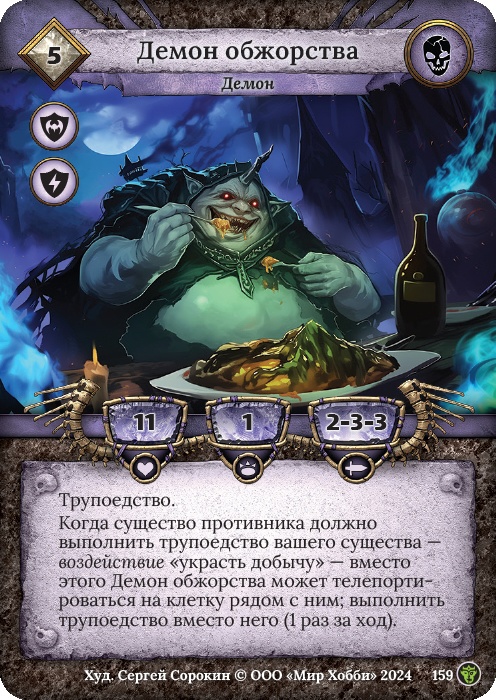 5
Демон обжорства
Демон
11
1
2-3-3
Трупоедство.
Когда существо противника должно
выполнить трупоедство вашего существа —
воздействие «украсть добычу» — вместо
этого Демон обжорства может телепорти-
роваться на клетку рядом с ним; выполнить
трупоедство вместо него (1 раз за ход).
Худ. Сергей Сорокин © ООО «Мир Хобби» 2024
159